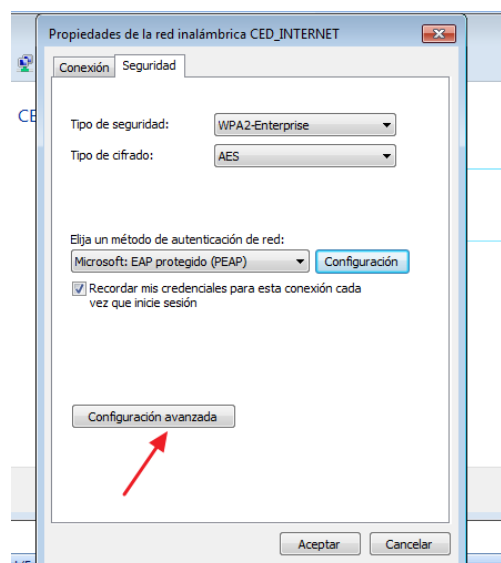 Propiedades de la red inalámbrica CED_INTERNET
Conexión Seguridad
CE
Tipo de seguridad: WPA2-Enterprise
Tipo de cifrado: AES
Elija un método de autenticación de red:
Microsoft: EAP protegido (PEAP) Configuración
Recordar mis credenciales para esta conexión cada
vez que inicie sesión
Configuración avanzada
Aceptar Cancelar